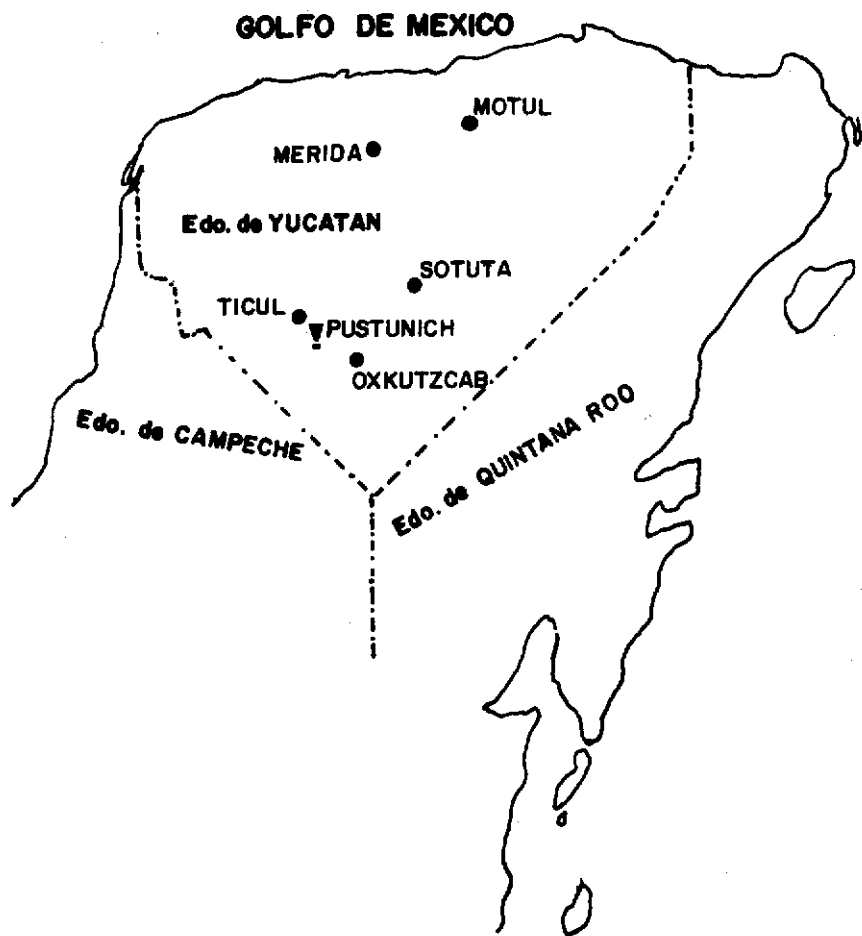 GOLFO DE MEXICO
MOTUL
MERIDA
Edo. de YUCATAN
SOTUTA
TICUL
PUSTUNICH
OXKUTZCAB
Edo. de CAMPECHE
Edo. de QUINTANA ROO